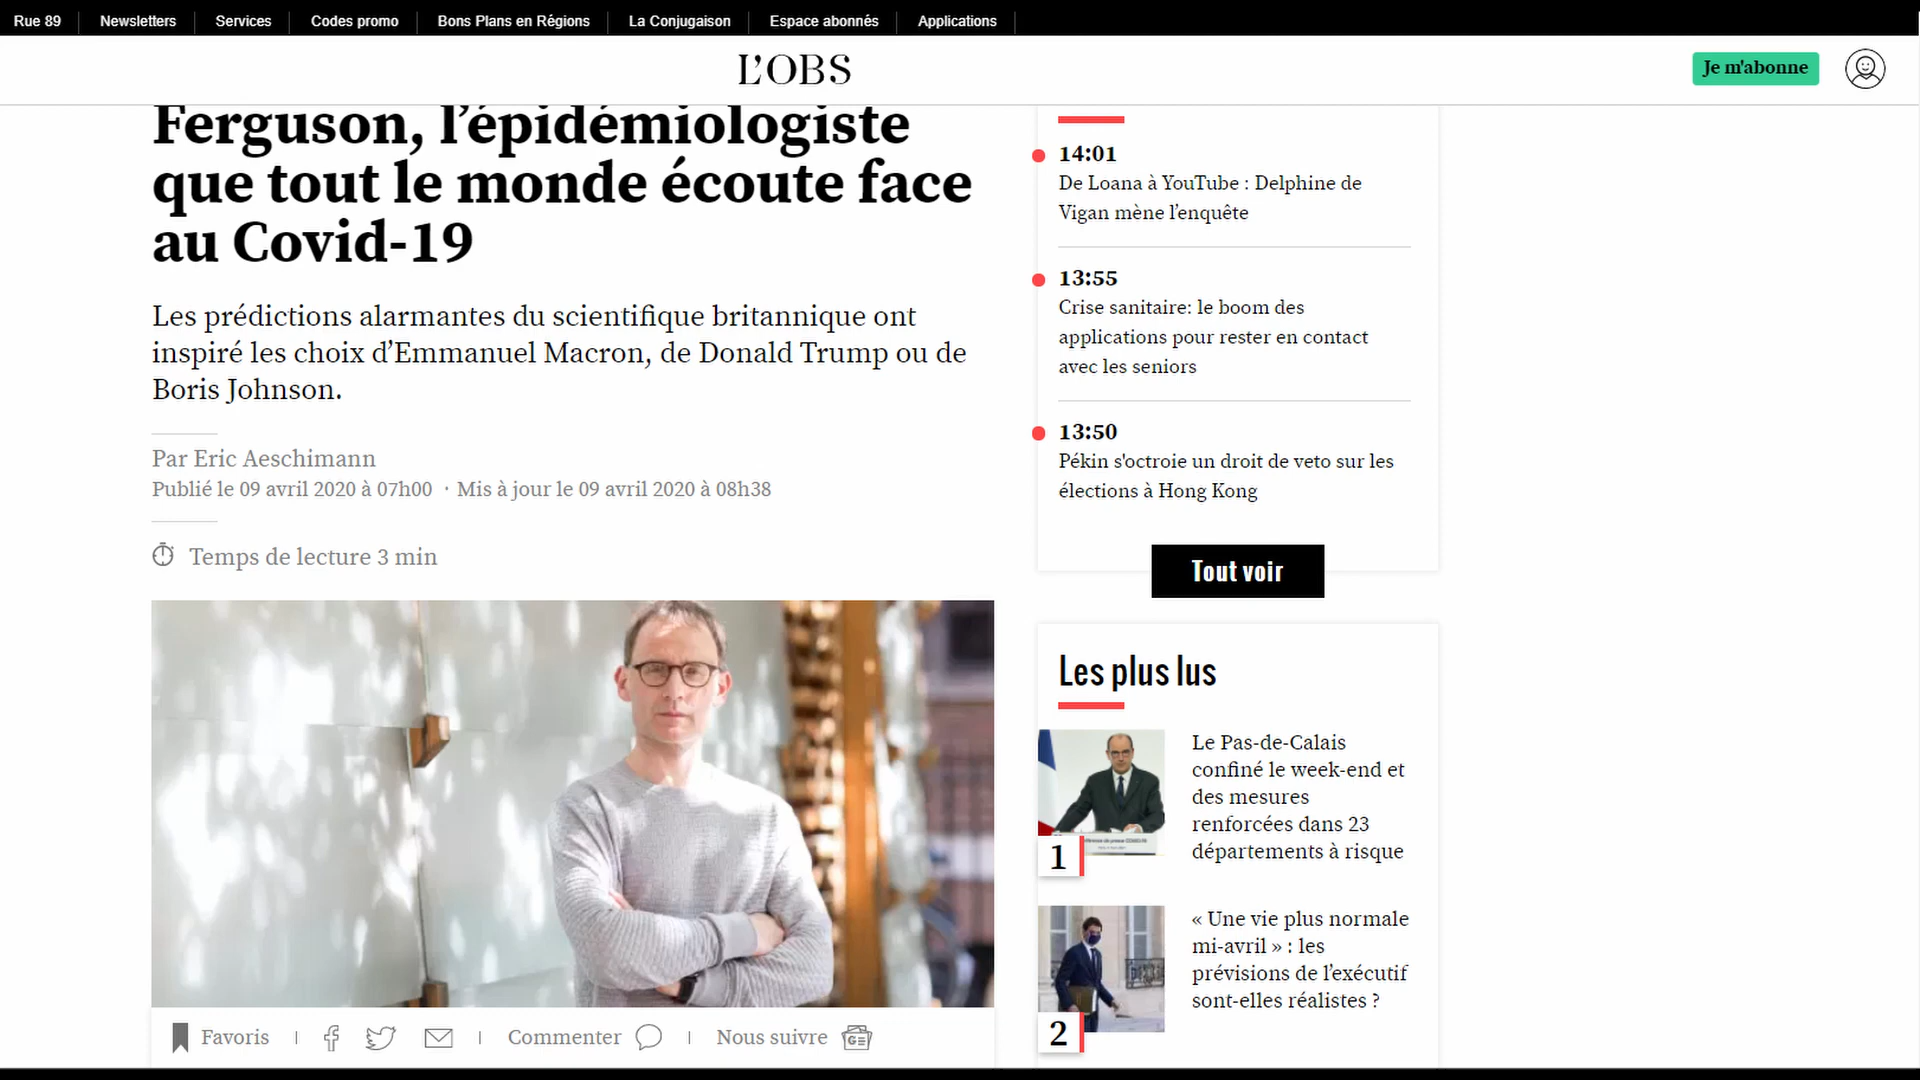 Rue 89
Newsletters
Services
Codes promo
Bons Plans en Régions
La Conjugaison
Espace abonnés
Applications
L'OBS
Je m'abonne
Ferguson, l’épidémiologiste
que tout le monde écoute face
au Covid-19
Les prédictions alarmantes du scientifique britannique ont
inspiré les choix d’Emmanuel Macron, de Donald Trump ou de
Boris Johnson.
Par Eric Aeschimann
Publié le 09 avril 2020 à 07h00 · Mis à jour le 09 avril 2020 à 08h38
Temps de lecture 3 min
Favoris
Commenter
Nous suivre
GE
14:01
De Loana à YouTube : Delphine de
Vigan mène l’enquête
13:55
Crise sanitaire: le boom des
applications pour rester en contact
avec les seniors
13:50
Pékin s'octroie un droit de veto sur les
élections à Hong Kong
Tout voir
Les plus lus
1
Le Pas-de-Calais
confiné le week-end et
des mesures
renforcées dans 23
départements à risque
2
« Une vie plus normale
mi-avril » : les
prévisions de l’exécutif
sont-elles réalistes ?